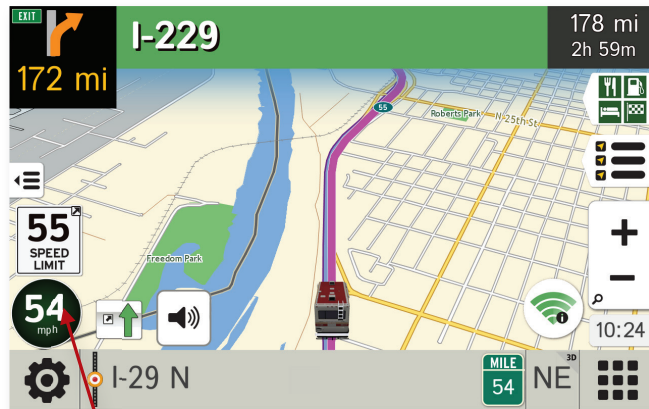 EXIT
172 mi
I-229
178 mi
2h 59m
55
Roberts Park
N 25th St
55
SPEED
LIMIT
Freedom Park
54
mph
10:24
I-29 N
MILE
54
NE
3D